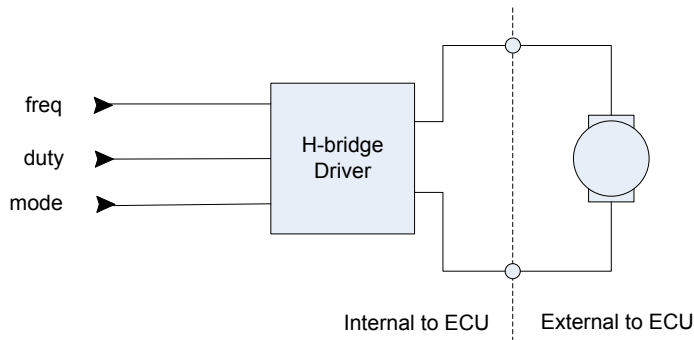 freq
duty
mode
H-bridge
Driver
Internal to ECU
External to ECU